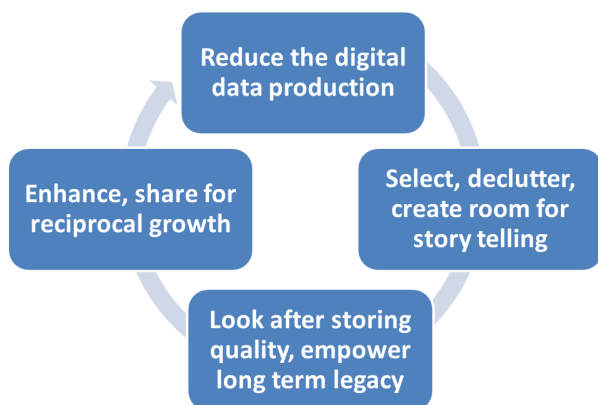 Reduce the digital
data production
Select, declutter,
create room for
story telling
Look after storing
quality, empower
long term legacy
Enhance, share for
reciprocal growth